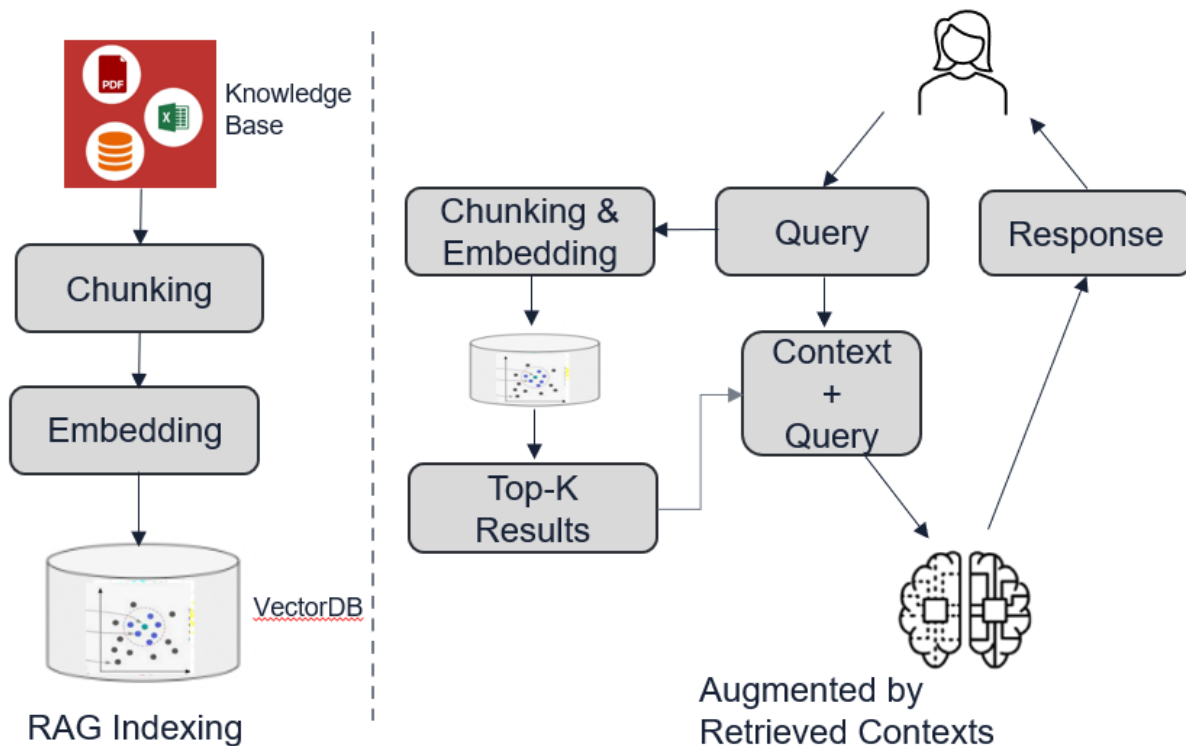 PDF
X
Knowledge
Base
Chunking
Embedding
VectorDB
RAG Indexing
Chunking &
Embedding
Query
Response
Context
+
Query
Top-K
Results
Augmented by
Retrieved Contexts